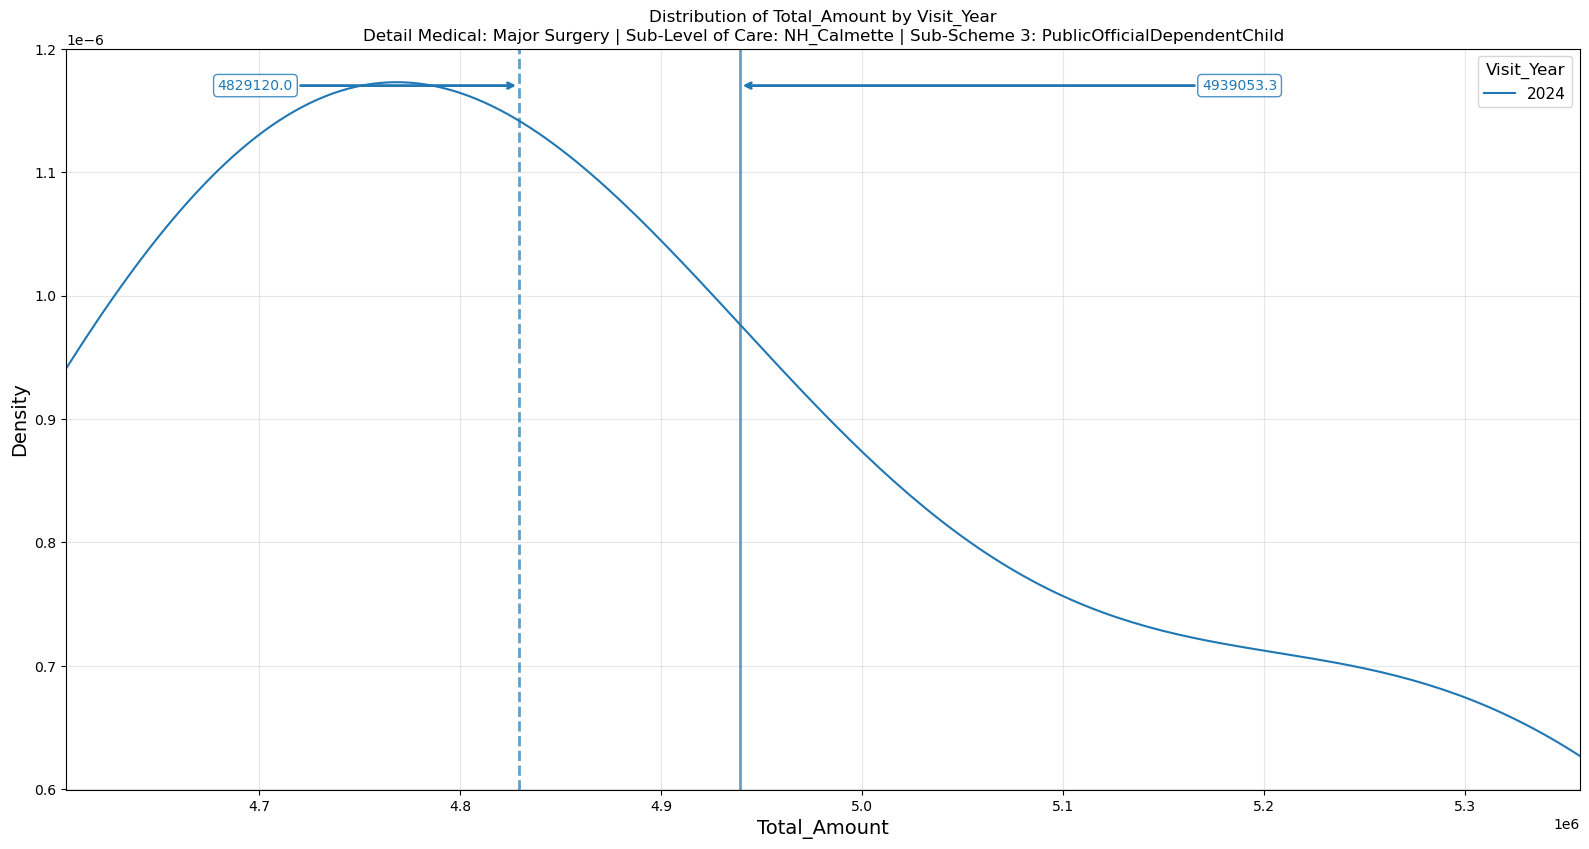 Distribution of Total_Amount by Visit_Year
Detail Medical: Major Surgery | Sub-Level of Care: NH_Calmette | Sub-Scheme 3: PublicOfficialDependentChild
1e−6
1.2
1.1
1.0
0.9
0.8
0.7
0.6
Density
4829120.0
4939053.3
Visit_Year
2024
4.7
4.8
4.9
5.0
5.1
5.2
5.3
1e6
Total_Amount